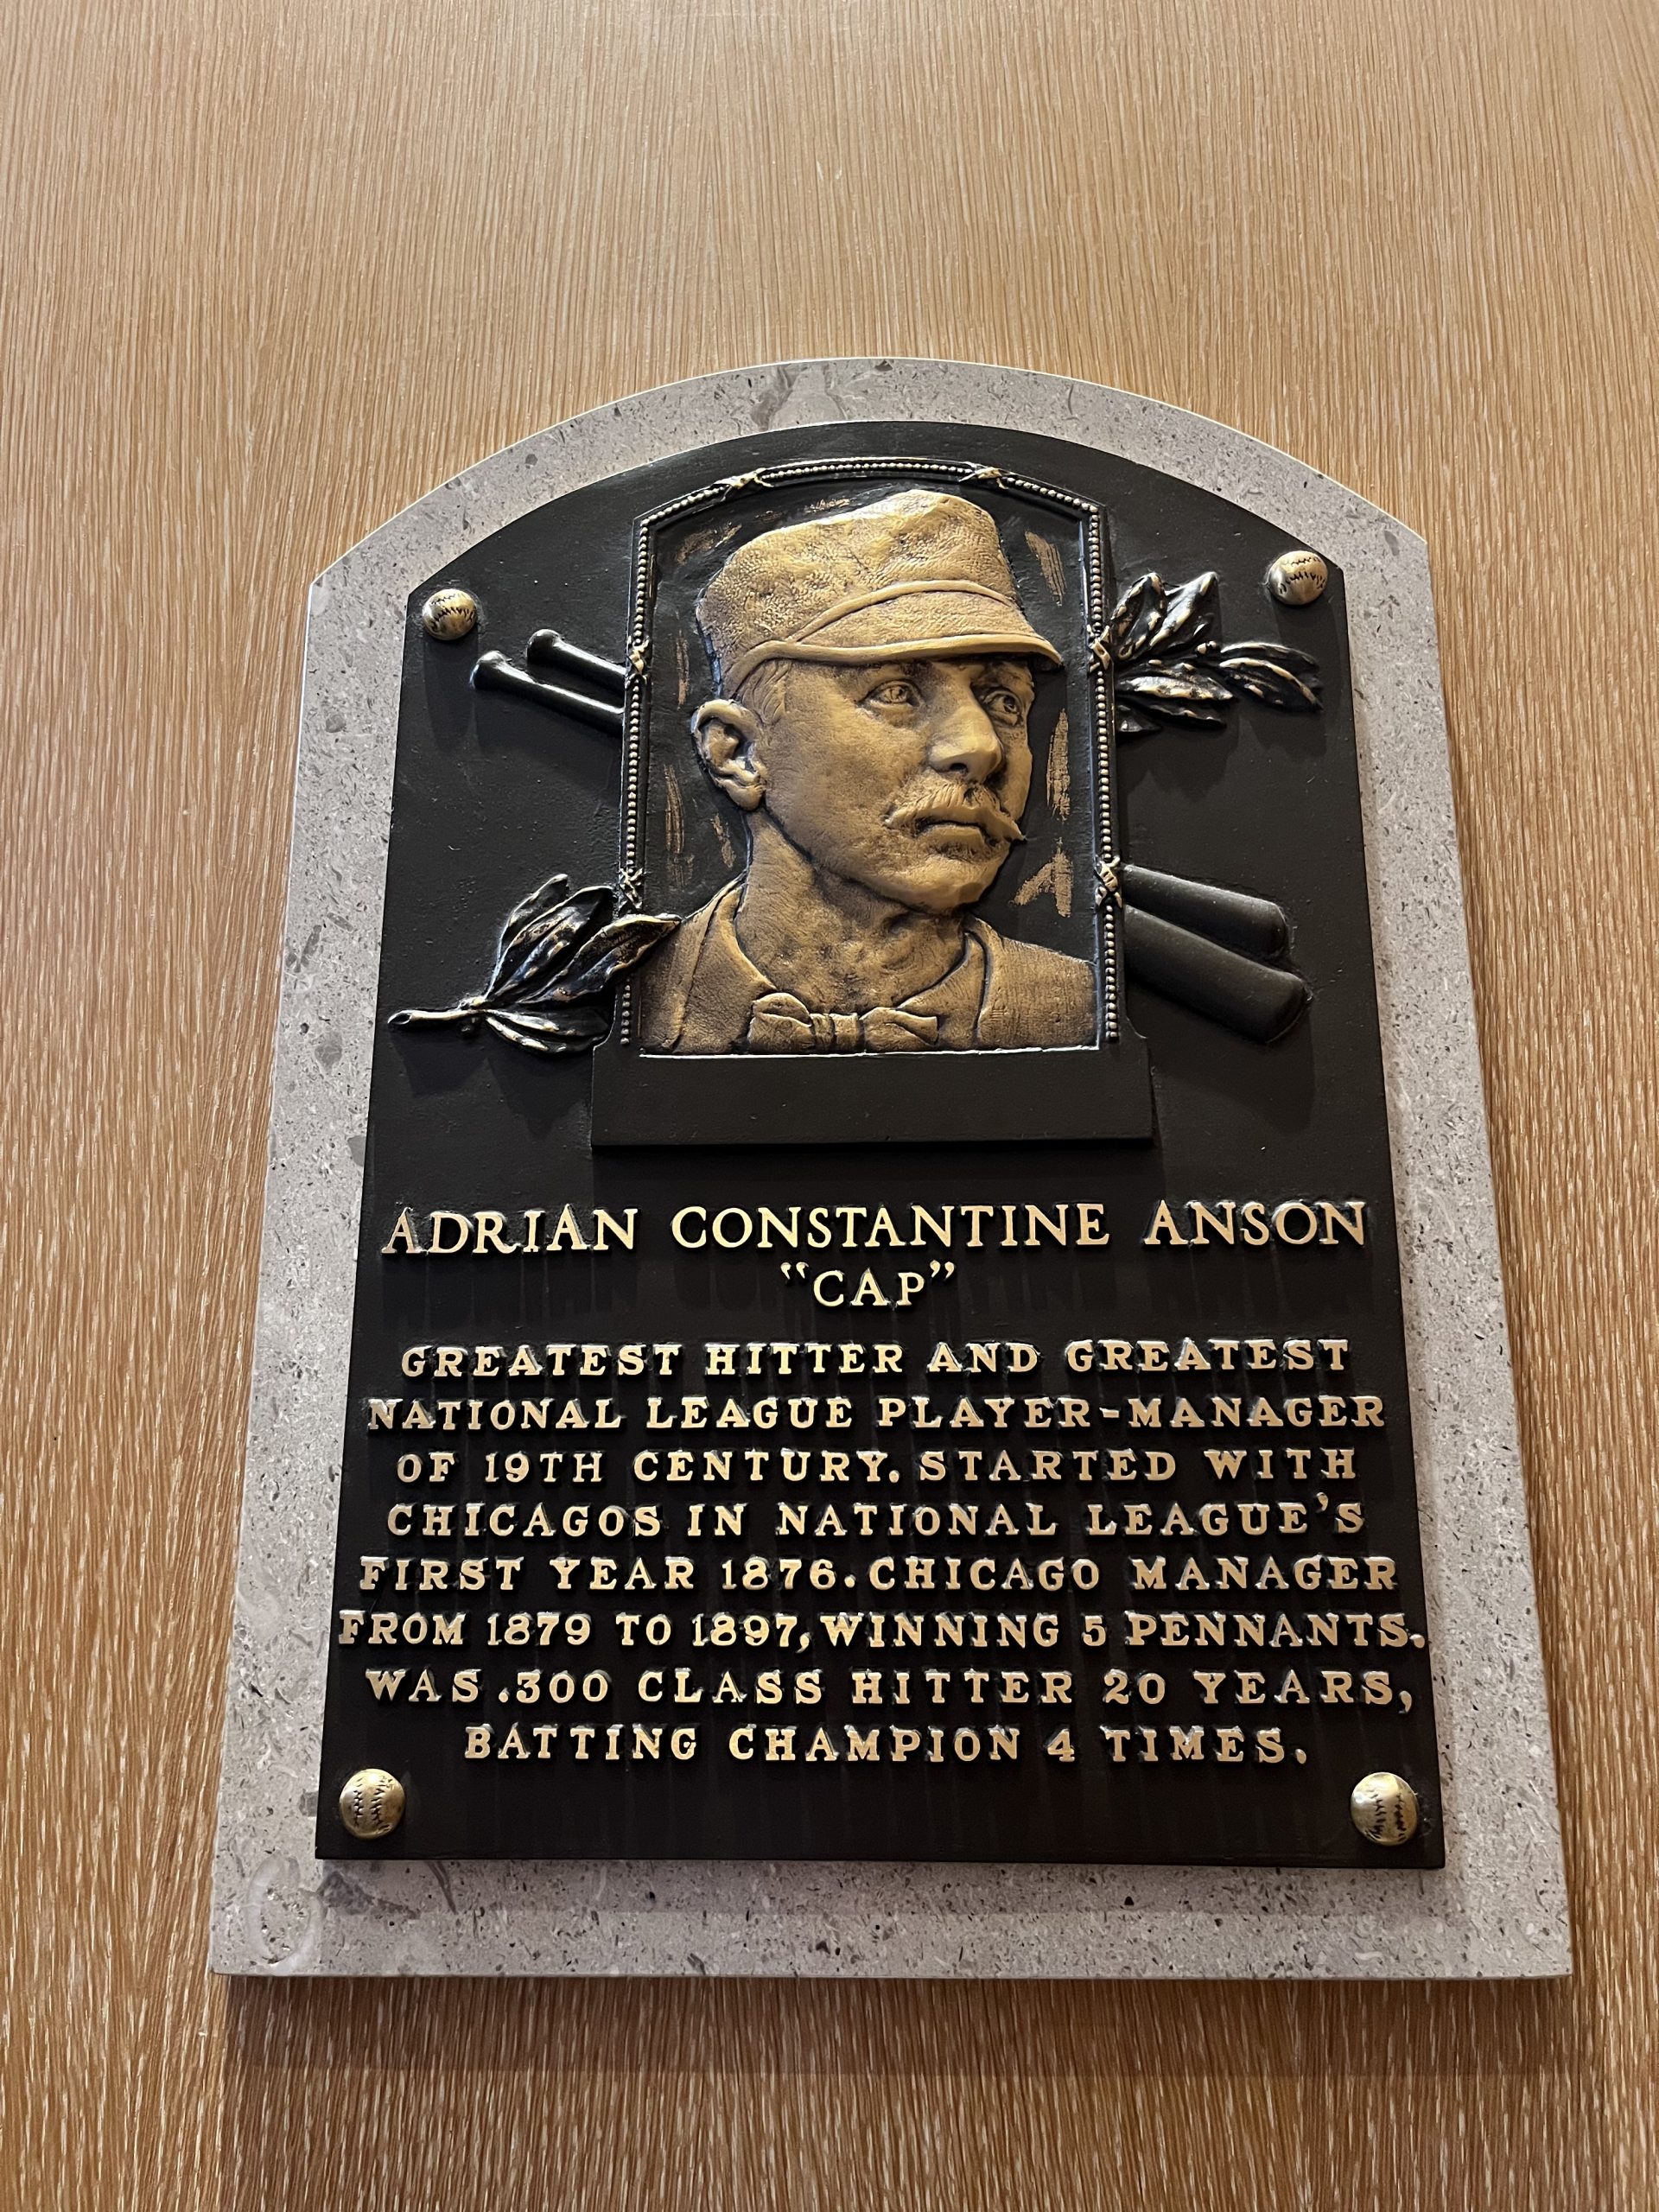 ADRIAN CONSTANTINE ANSON
"CAP"
GREATEST HITTER AND GREATEST
NATIONAL LEAGUE PLAYER-MANAGER
OF 19TH CENTURY. STARTED WITH
CHICAGOS IN NATIONAL LEAGUE'S
FIRST YEAR 1876. CHICAGO MANAGER
FROM 1879 TO 1897, WINNING 5 PENNANTS.
WAS .300 CLASS HITTER 20 YEARS,
BATTING CHAMPION 4 TIMES.